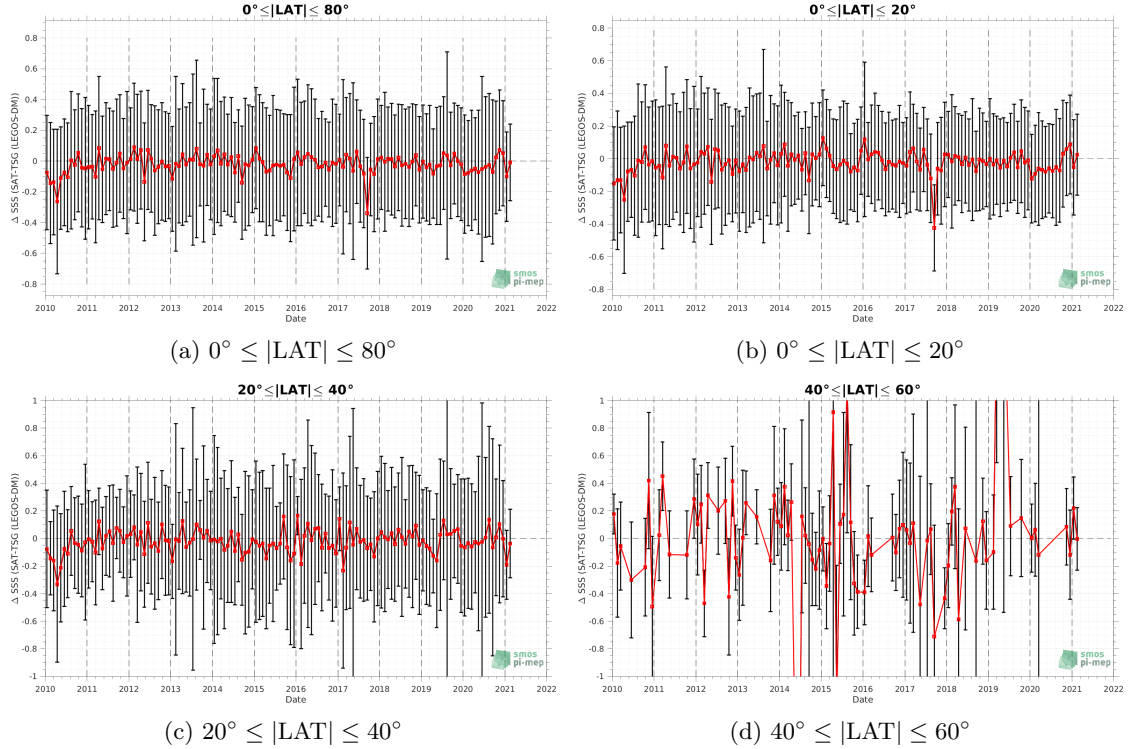 0°≤|LAT|≤ 80°
Δ SSS (SAT-TSG (LEGOS-DM))
0.8
0.6
0.4
0.2
0
-0.2
-0.4
-0.6
-0.8
2010 2011 2012 2013 2014 2015 2016 2017 2018 2019 2020 2021 2022
Date
smos
pi-mep
(a) 0° ≤ |LAT| ≤ 80°
0°≤|LAT|≤ 20°
Δ SSS (SAT-TSG (LEGOS-DM))
0.8
0.6
0.4
0.2
0
-0.2
-0.4
-0.6
-0.8
2010 2011 2012 2013 2014 2015 2016 2017 2018 2019 2020 2021 2022
Date
smos
pi-mep
(b) 0° ≤ |LAT| ≤ 20°
20°≤|LAT|≤ 40°
Δ SSS (SAT-TSG (LEGOS-DM))
1
0.8
0.6
0.4
0.2
0
-0.2
-0.4
-0.6
-0.8
-1
2010 2011 2012 2013 2014 2015 2016 2017 2018 2019 2020 2021 2022
Date
smos
pi-mep
(c) 20° ≤ |LAT| ≤ 40°
40°≤|LAT|≤ 60°
Δ SSS (SAT-TSG (LEGOS-DM))
1
0.8
0.6
0.4
0.2
0
-0.2
-0.4
-0.6
-0.8
-1
2010 2011 2012 2013 2014 2015 2016 2017 2018 2019 2020 2021 2022
Date
smos
pi-mep
(d) 40° ≤ |LAT| ≤ 60°